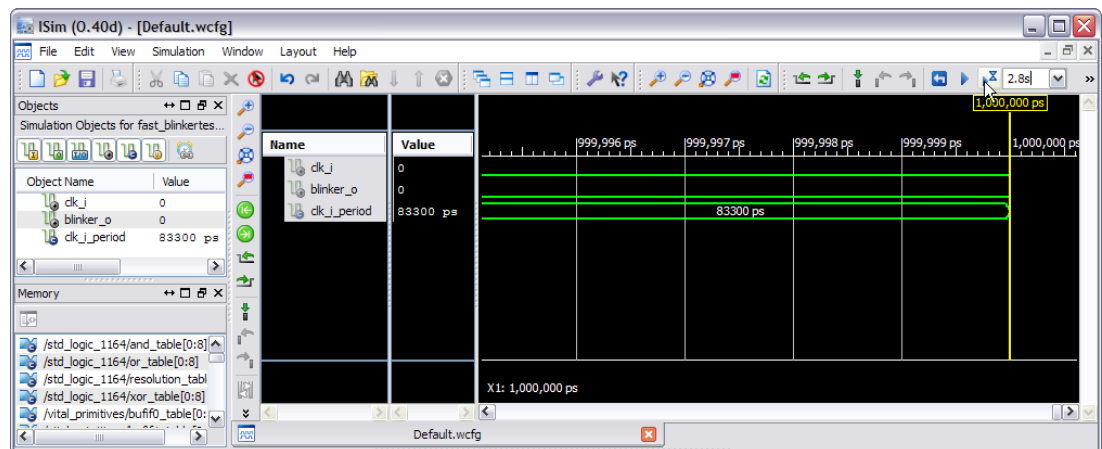 ISim (0.40d) - [Default.wcfg]
File Edit View Simulation Window Layout Help
2.8s
»
1,000,000 ps
Objects
Simulation Objects for fast_blinkertes...
Object Name Value
clk_i 0
blinker_o 0
clk_i_period 83300 ps
Memory
/std_logic_1164/and_table[0:8]
/std_logic_1164/or_table[0:8]
/std_logic_1164/resolution_tabl
/std_logic_1164/xor_table[0:8]
/vital_primitives/bufif0_table[0:
Name Value
clk_i 0
blinker_o 0
clk_i_period 83300 ps
999,996 ps 999,997 ps 999,998 ps 999,999 ps 1,000,000 ps
83300 ps
X1: 1,000,000 ps
Default.wcfg